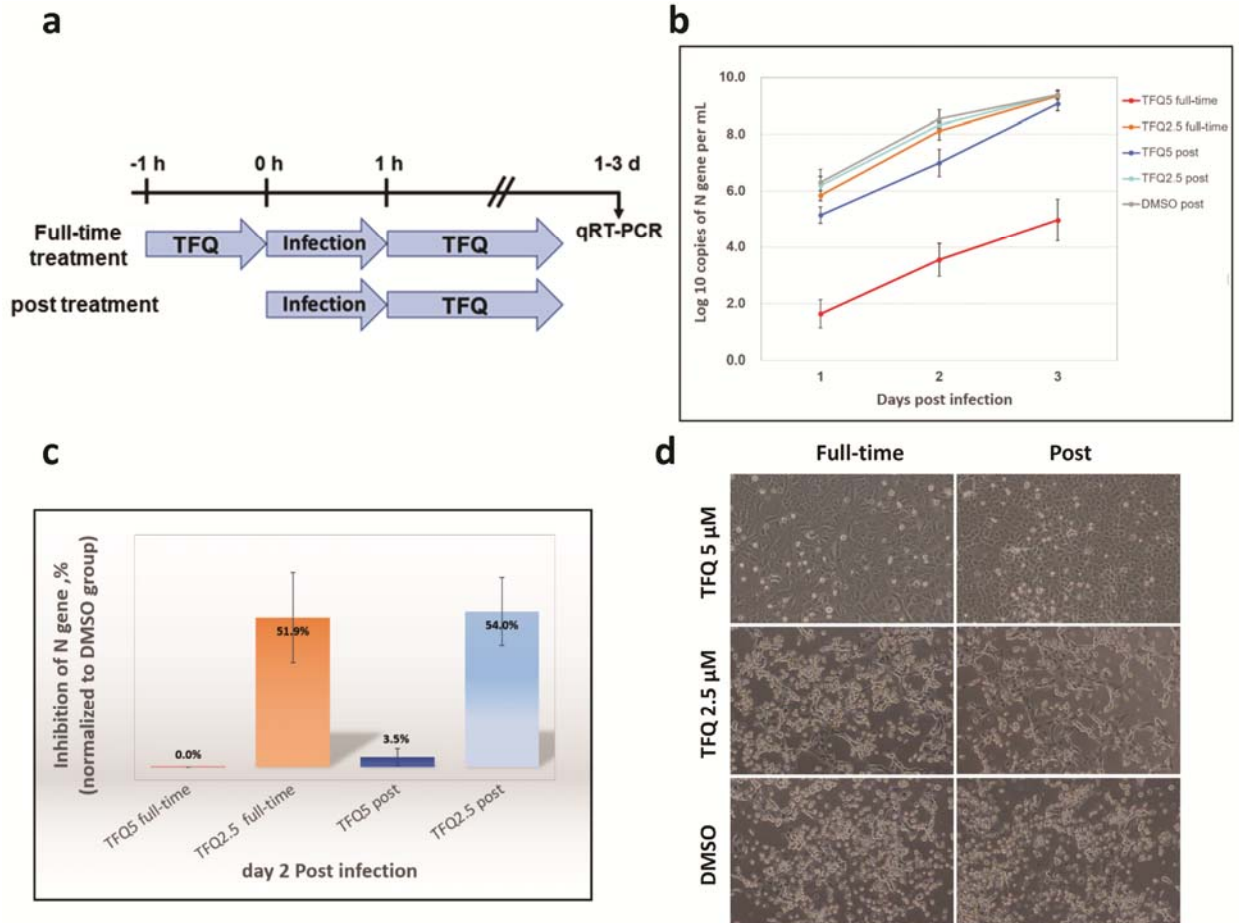 a
-1 h 0 h 1 h 1-3 d
qRT-PCR
Full-time
treatment
TFQ Infection TFQ
post treatment
Infection TFQ
b
Log 10 copies of N gene per mL
10.0
8.0
6.0
4.0
2.0
0.0
1 2 3
Days post infection
TFQ5 full-time
TFQ2.5 full-time
TFQ5 post
TFQ2.5 post
DMSO post
c
Inhibition of N gene ,%
(normalized to DMSO group)
0.0%
51.9%
3.5%
54.0%
TFQ5 full-time
TFQ2.5 full-time
TFQ5 post
TFQ2.5 post
day 2 Post infection
d
Full-time Post
TFQ 5 µM
TFQ 2.5 µM
DMSO